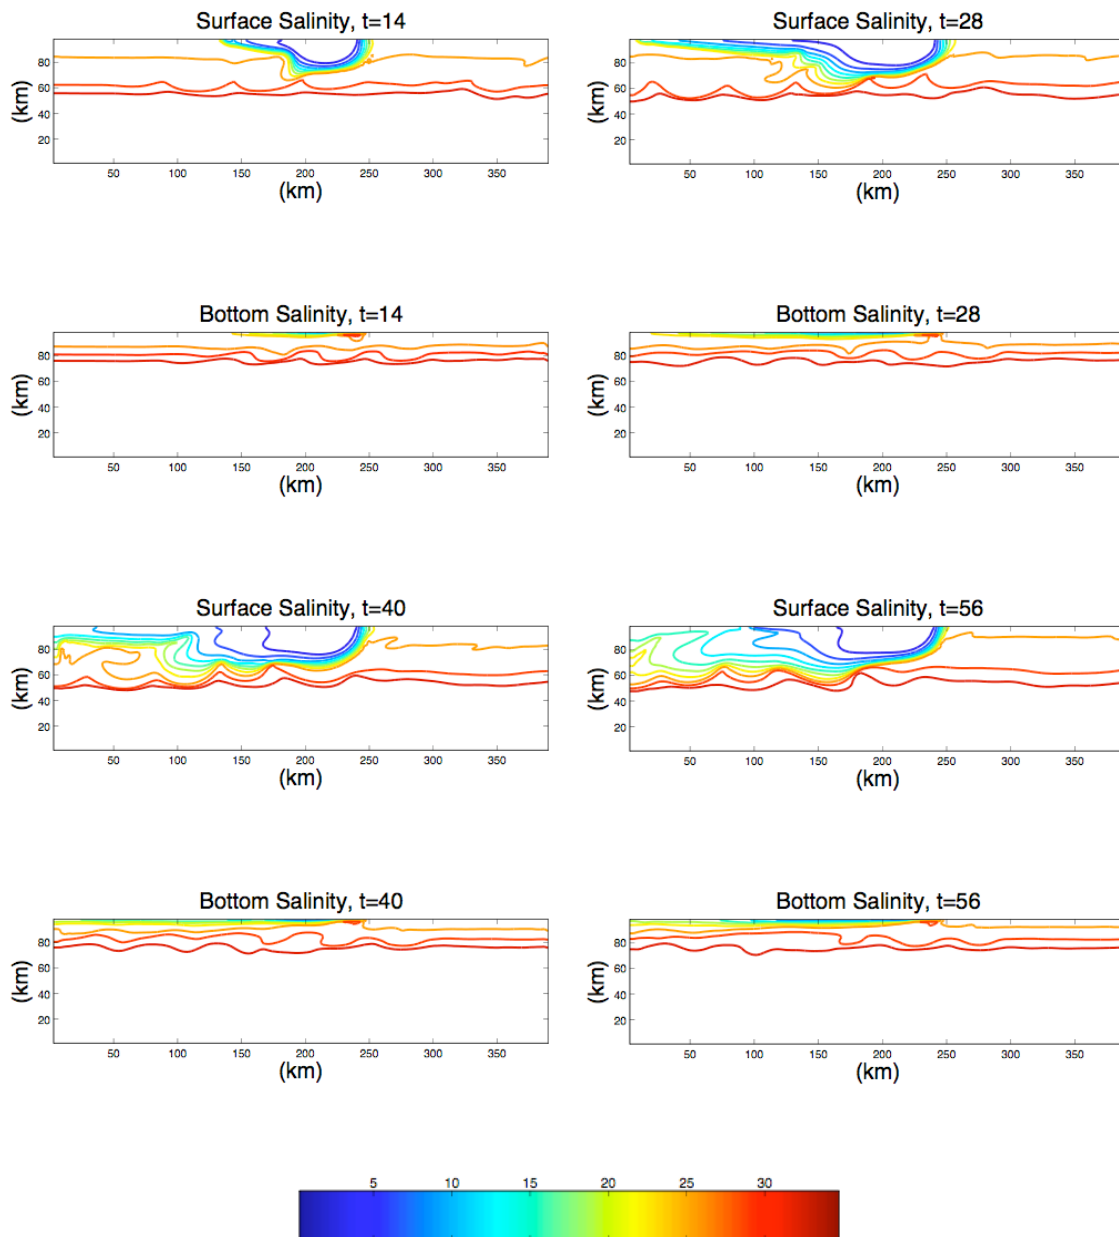 Surface Salinity, t=14
Surface Salinity, t=28
80
60
40
20
(km)
50 100 150 200 250 300 350
(km)
80
60
40
20
(km)
50 100 150 200 250 300 350
(km)
Bottom Salinity, t=14
Bottom Salinity, t=28
80
60
40
20
(km)
50 100 150 200 250 300 350
(km)
80
60
40
20
(km)
50 100 150 200 250 300 350
(km)
Surface Salinity, t=40
Surface Salinity, t=56
80
60
40
20
(km)
50 100 150 200 250 300 350
(km)
80
60
40
20
(km)
50 100 150 200 250 300 350
(km)
Bottom Salinity, t=40
Bottom Salinity, t=56
80
60
40
20
(km)
50 100 150 200 250 300 350
(km)
80
60
40
20
(km)
50 100 150 200 250 300 350
(km)
5 10 15 20 25 30